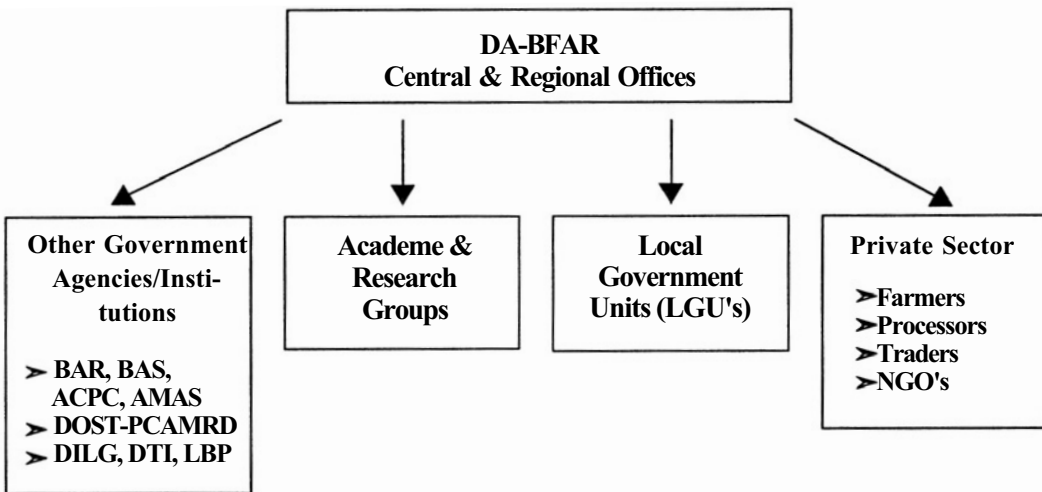 DA-BFAR
Central & Regional Offices
Other Government
Agencies/Insti-
tutions
➢ BAR, BAS,
ACPC, AMAS
➢ DOST-PCAMRD
➢ DILG, DTI, LBP
Academe &
Research
Groups
Local
Government
Units (LGU's)
Private Sector
➢Farmers
➢Processors
➢Traders
➢NGO's